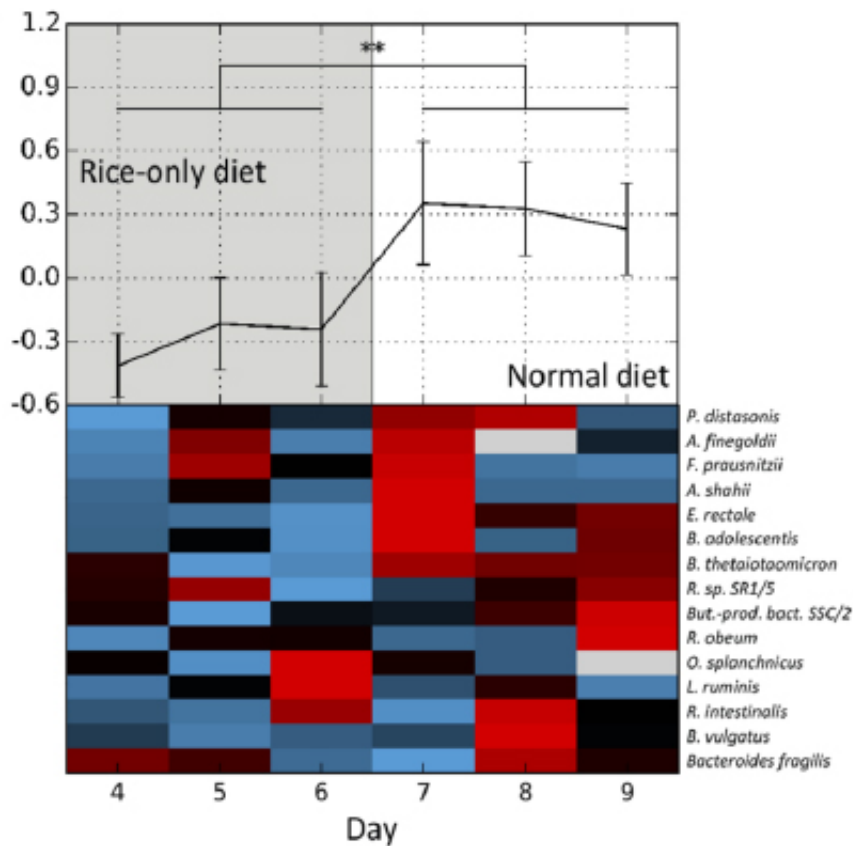 1.2
**
0.9
0.6
Rice-only diet
0.3
0.0
-0.3
Normal diet
-0.6
P. distasonis
A. finegoldii
F. prausnitzii
A. shahii
E. rectale
B. adolescentis
B. thetaiotaomicron
R. sp. SR1/5
But.-prod. bact. SSC/2
R. obeum
O. splanchnicus
L. ruminis
R. intestinalis
B. vulgatus
Bacteroides fragilis
4 5 6 7 8 9
Day